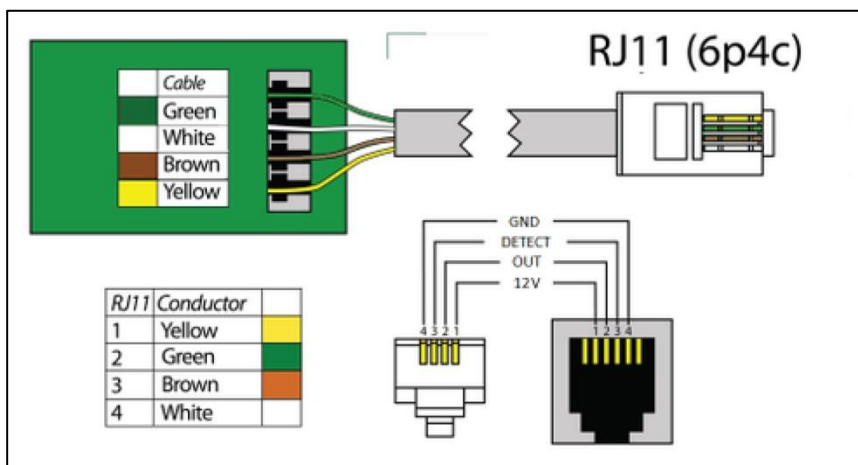 RJ11 (6p4c)
Cable
Green
White
Brown
Yellow
GND
DETECT
OUT
12V
4 3 2 1
1 2 3 4
RJ11 Conductor
1 Yellow
2 Green
3 Brown
4 White